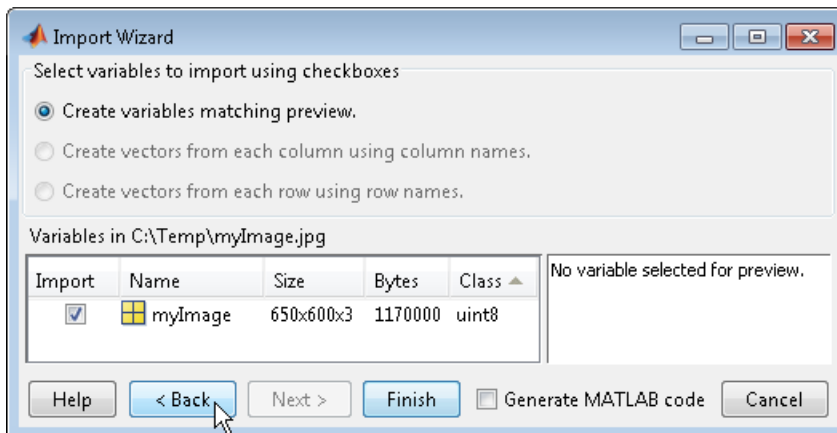 Import Wizard
Select variables to import using checkboxes
Create variables matching preview.
Create vectors from each column using column names.
Create vectors from each row using row names.
Variables in C:\Temp\myImage.jpg
Import Name Size Bytes Class
myImage 650x600x3 1170000 uint8
No variable selected for preview.
Help < Back Next > Finish Generate MATLAB code Cancel